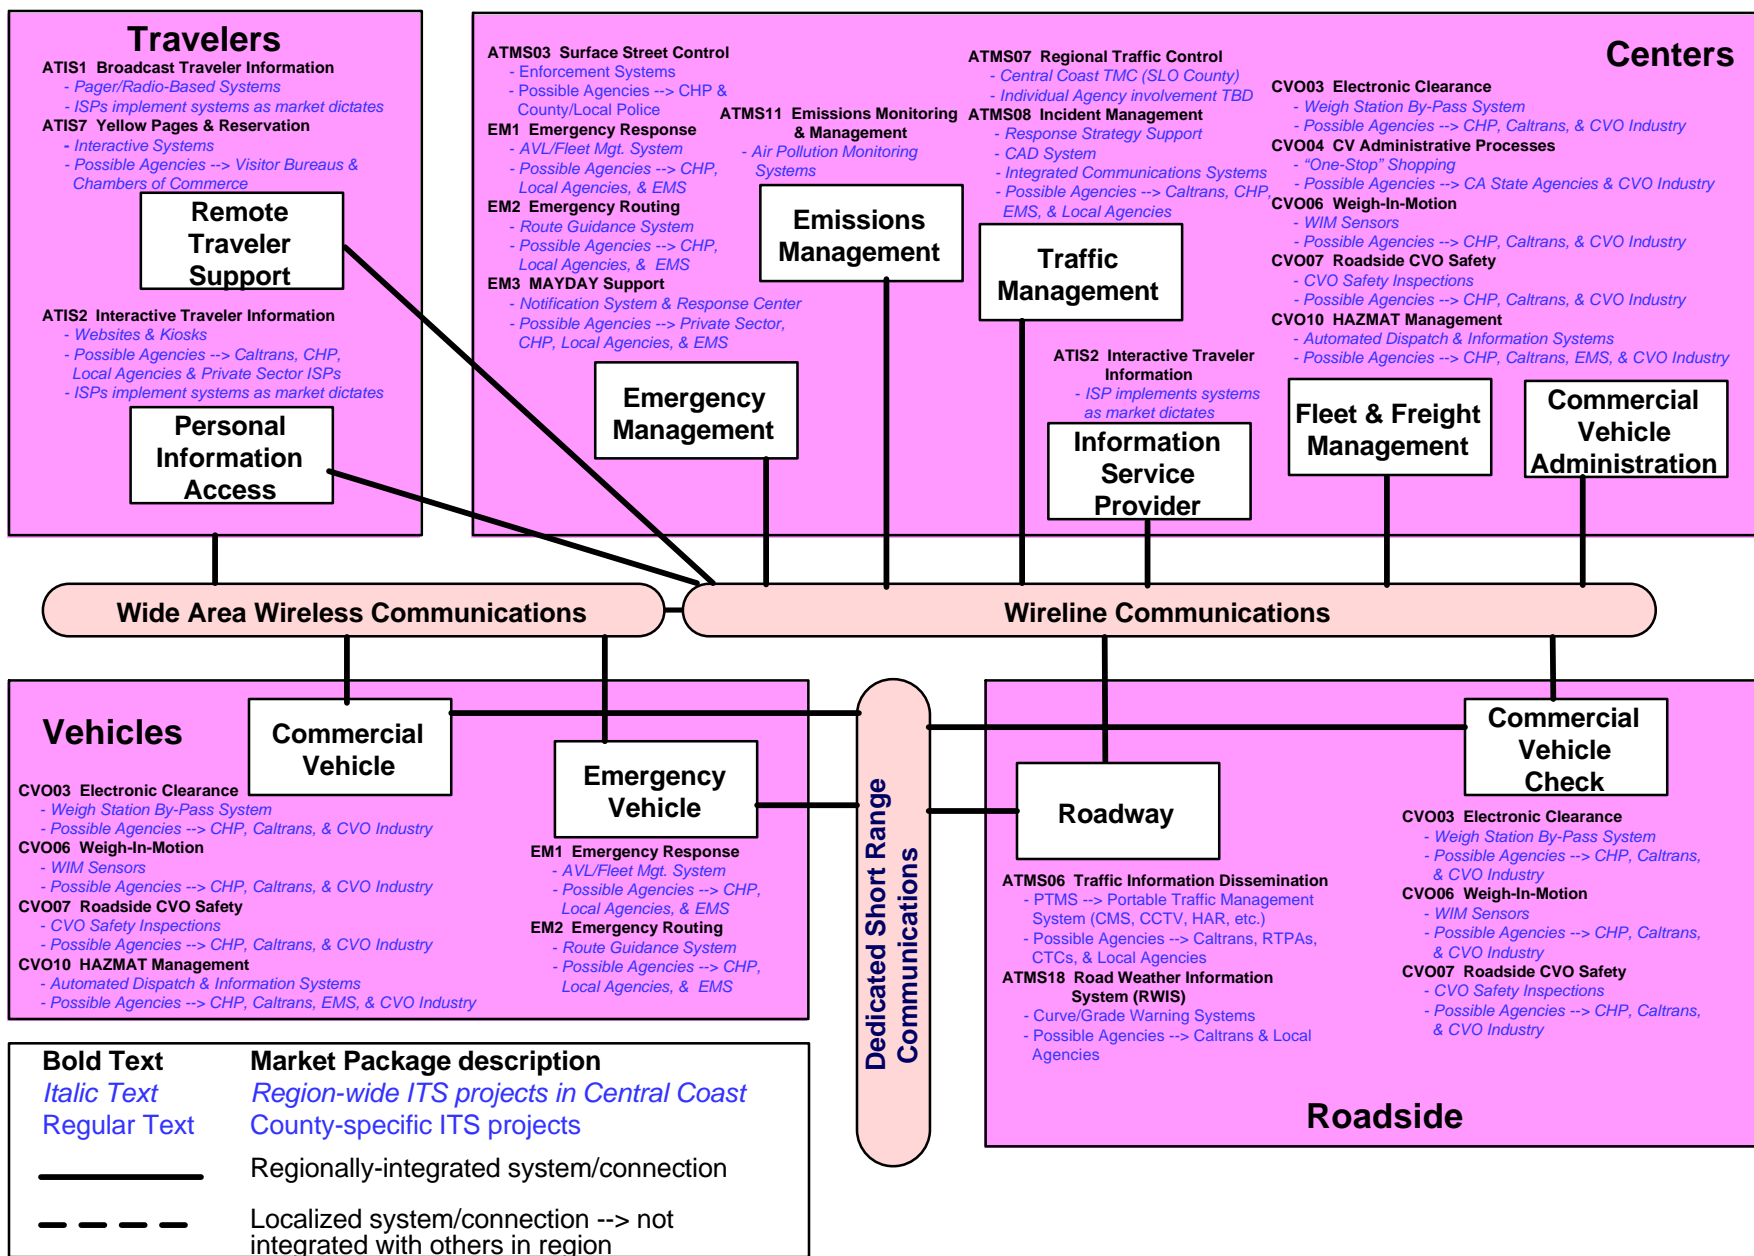 Travelers
ATIS1 Broadcast Traveler Information
- Pager/Radio-Based Systems
- ISPs implement systems as market dictates
ATIS7 Yellow Pages & Reservation
- Interactive Systems
- Possible Agencies --> Visitor Bureaus &
Chambers of Commerce
Remote
Traveler
Support
ATIS2 Interactive Traveler Information
- Websites & Kiosks
- Possible Agencies --> Caltrans, CHP,
Local Agencies & Private Sector ISPs
- ISPs implement systems as market dictates
Personal
Information
Access
Centers
ATMS03 Surface Street Control
- Enforcement Systems
- Possible Agencies --> CHP &
County/Local Police
EM1 Emergency Response
- AVL/Fleet Mgt. System
- Possible Agencies --> CHP,
Local Agencies, & EMS
EM2 Emergency Routing
- Route Guidance System
- Possible Agencies --> CHP,
Local Agencies, & EMS
EM3 MAYDAY Support
- Notification System & Response Center
- Possible Agencies --> Private Sector,
CHP, Local Agencies, & EMS
Emergency
Management
ATMS11 Emissions Monitoring
& Management
- Air Pollution Monitoring
Systems
Emissions
Management
ATMS07 Regional Traffic Control
- Central Coast TMC (SLO County)
- Individual Agency involvement TBD
ATMS08 Incident Management
- Response Strategy Support
- CAD System
- Integrated Communications Systems
- Possible Agencies --> Caltrans, CHP,
EMS, & Local Agencies
Traffic
Management
ATIS2 Interactive Traveler
Information
- ISP implements systems
as market dictates
Information
Service
Provider
CVO03 Electronic Clearance
- Weigh Station By-Pass System
- Possible Agencies --> CHP, Caltrans, & CVO Industry
CVO04 CV Administrative Processes
- “One-Stop” Shopping
- Possible Agencies --> CA State Agencies & CVO Industry
CVO06 Weigh-In-Motion
- WIM Sensors
- Possible Agencies --> CHP, Caltrans, & CVO Industry
CVO07 Roadside CVO Safety
- CVO Safety Inspections
- Possible Agencies --> CHP, Caltrans, & CVO Industry
CVO10 HAZMAT Management
- Automated Dispatch & Information Systems
- Possible Agencies --> CHP, Caltrans, EMS, & CVO Industry
Fleet & Freight
Management
Commercial
Vehicle
Administration
Wide Area Wireless Communications
Wireline Communications
Vehicles
Commercial
Vehicle
CVO03 Electronic Clearance
- Weigh Station By-Pass System
- Possible Agencies --> CHP, Caltrans, & CVO Industry
CVO06 Weigh-In-Motion
- WIM Sensors
- Possible Agencies --> CHP, Caltrans, & CVO Industry
CVO07 Roadside CVO Safety
- CVO Safety Inspections
- Possible Agencies --> CHP, Caltrans, & CVO Industry
CVO10 HAZMAT Management
- Automated Dispatch & Information Systems
- Possible Agencies --> CHP, Caltrans, EMS, & CVO Industry
Emergency
Vehicle
EM1 Emergency Response
- AVL/Fleet Mgt. System
- Possible Agencies --> CHP,
Local Agencies, & EMS
EM2 Emergency Routing
- Route Guidance System
- Possible Agencies --> CHP,
Local Agencies, & EMS
Dedicated Short Range
Communications
Roadway
ATMS06 Traffic Information Dissemination
- PTMS --> Portable Traffic Management
System (CMS, CCTV, HAR, etc.)
- Possible Agencies --> Caltrans, RTPAs,
CTCs, & Local Agencies
ATMS18 Road Weather Information
System (RWIS)
- Curve/Grade Warning Systems
- Possible Agencies --> Caltrans & Local
Agencies
Commercial
Vehicle
Check
CVO03 Electronic Clearance
- Weigh Station By-Pass System
- Possible Agencies --> CHP, Caltrans,
& CVO Industry
CVO06 Weigh-In-Motion
- WIM Sensors
- Possible Agencies --> CHP, Caltrans,
& CVO Industry
CVO07 Roadside CVO Safety
- CVO Safety Inspections
- Possible Agencies --> CHP, Caltrans,
& CVO Industry
Roadside
Bold Text Market Package description
Italic Text Region-wide ITS projects in Central Coast
Regular Text County-specific ITS projects
Regionally-integrated system/connection
Localized system/connection --> not
integrated with others in region